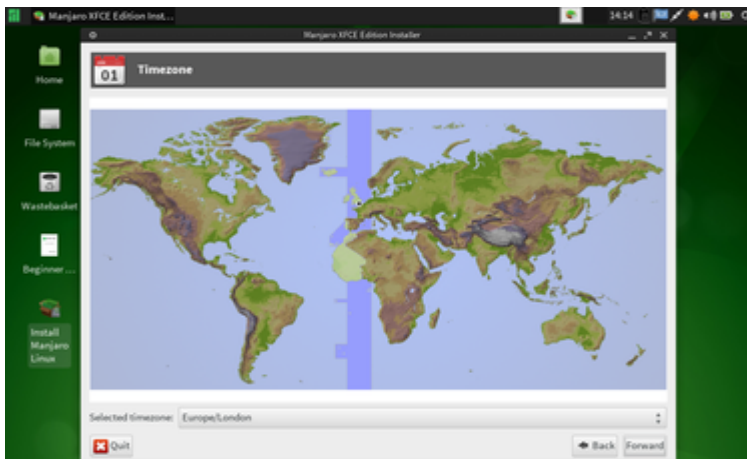 Manjaro XFCE Edition Inst...
14:14
Manjaro XFCE Edition Installer
Home
File System
Wastebasket
Beginner ...
Install
Manjaro
Linux
01
Timezone
Selected timezone: Europe/London
Quit
Back
Forward